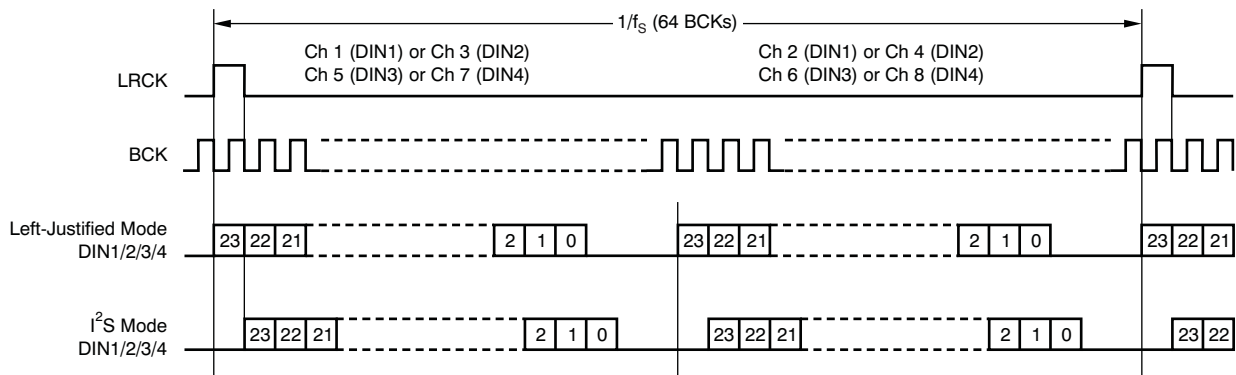 1/fS (64 BCKs)
Ch 1 (DIN1) or Ch 3 (DIN2)
Ch 5 (DIN3) or Ch 7 (DIN4)
Ch 2 (DIN1) or Ch 4 (DIN2)
Ch 6 (DIN3) or Ch 8 (DIN4)
LRCK
BCK
Left-Justified Mode
DIN1/2/3/4
23 22 21 2 1 0 23 22 21 2 1 0 23 22 21
I²S Mode
DIN1/2/3/4
23 22 21 2 1 0 23 22 21 2 1 0 23 22